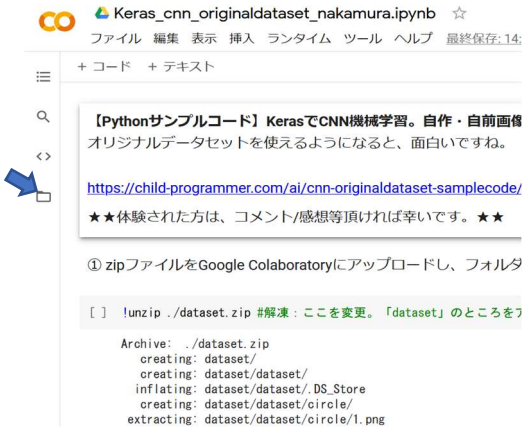 Keras_cnn_originaldataset_nakamura.ipynb
ファイル 編集 表示 挿入 ランタイム ツール ヘルプ 最終保存: 14:
+ コード + テキスト
【Pythonサンプルコード】KerasでCNN機械学習。自作・自前画像
オリジナルデータセットを使えるようになると、面白いですね。
https://child-programmer.com/ai/cnn-originaldataset-samplecode/
★★体験された方は、コメント/感想等頂ければ幸いです。★★
① zipファイルをGoogle Colaboratoryにアップロードし、フォルダ
[ ] !unzip ./dataset.zip #解凍：ここを変更。「dataset」のところをア
Archive: ./dataset.zip
creating: dataset/
creating: dataset/dataset/
inflating: dataset/dataset/.DS_Store
creating: dataset/dataset/circle/
extracting: dataset/dataset/circle/1.png